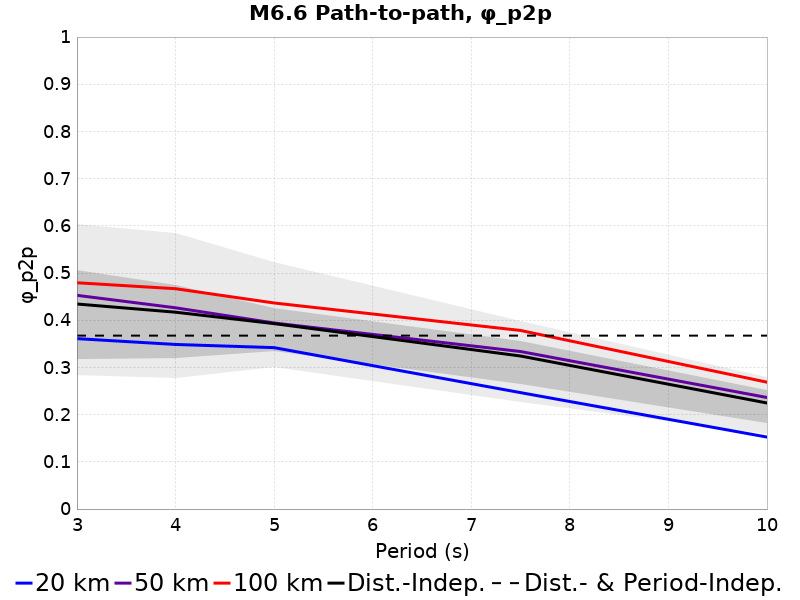 M6.6 Path-to-path, φ_p2p
1
0.9
0.8
0.7
0.6
0.5
0.4
0.3
0.2
0.1
0
φ_p2p
3 4 5 6 7 8 9 10
Period (s)
20 km 50 km 100 km Dist.-Indep. Dist.- & Period-Indep.